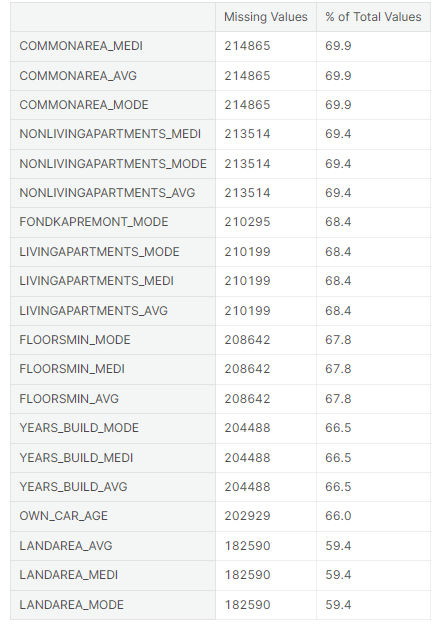 Missing Values % of Total Values
COMMONAREA_MEDI 214865 69.9
COMMONAREA_AVG 214865 69.9
COMMONAREA_MODE 214865 69.9
NONLIVINGAPARTMENTS_MEDI 213514 69.4
NONLIVINGAPARTMENTS_MODE 213514 69.4
NONLIVINGAPARTMENTS_AVG 213514 69.4
FONDKAPREMONT_MODE 210295 68.4
LIVINGAPARTMENTS_MODE 210199 68.4
LIVINGAPARTMENTS_MEDI 210199 68.4
LIVINGAPARTMENTS_AVG 210199 68.4
FLOORSMIN_MODE 208642 67.8
FLOORSMIN_MEDI 208642 67.8
FLOORSMIN_AVG 208642 67.8
YEARS_BUILD_MODE 204488 66.5
YEARS_BUILD_MEDI 204488 66.5
YEARS_BUILD_AVG 204488 66.5
OWN_CAR_AGE 202929 66.0
LANDAREA_AVG 182590 59.4
LANDAREA_MEDI 182590 59.4
LANDAREA_MODE 182590 59.4